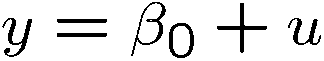 y = β₀ + u